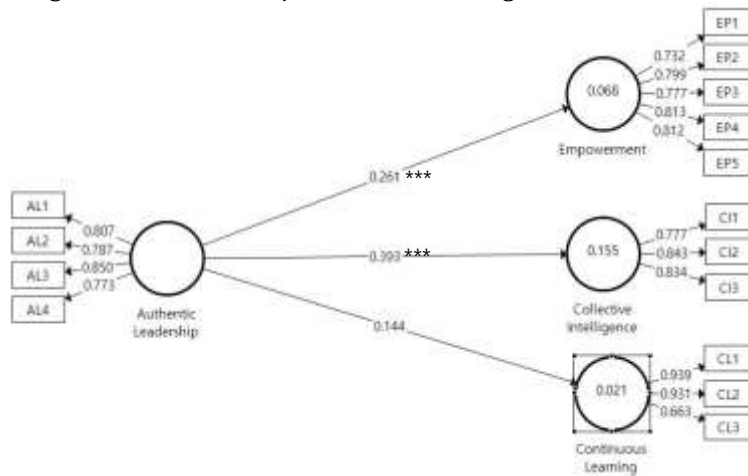 EP1
0.732
EP2
0.799
0.777
EP3
0.813
EP4
0.812
EP5
0.068
Empowerment
0.261 ***
AL1
0.807
AL2
0.787
AL3
0.850
AL4
0.773
Authentic
Leadership
0.393 ***
0.155
Collective
Intelligence
CI1
0.777
CI2
0.843
0.834
CI3
0.144
0.021
Continuous
Learning
CL1
0.939
CL2
0.931
0.663
CL3